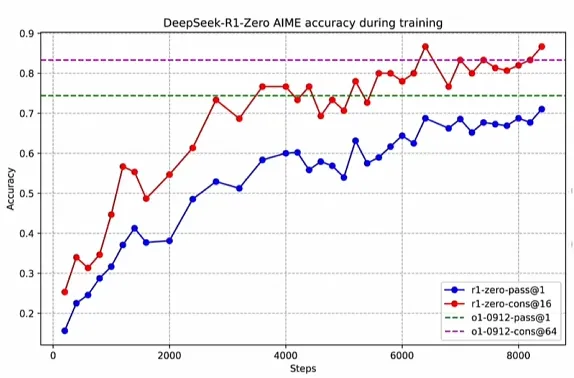 DeepSeek-R1-Zero AIME accuracy during training
0.9
0.8
0.7
0.6
0.5
0.4
0.3
0.2
Accuracy
0 2000 4000 6000 8000
Steps
r1-zero-pass@1
r1-zero-cons@16
o1-0912-pass@1
o1-0912-cons@64